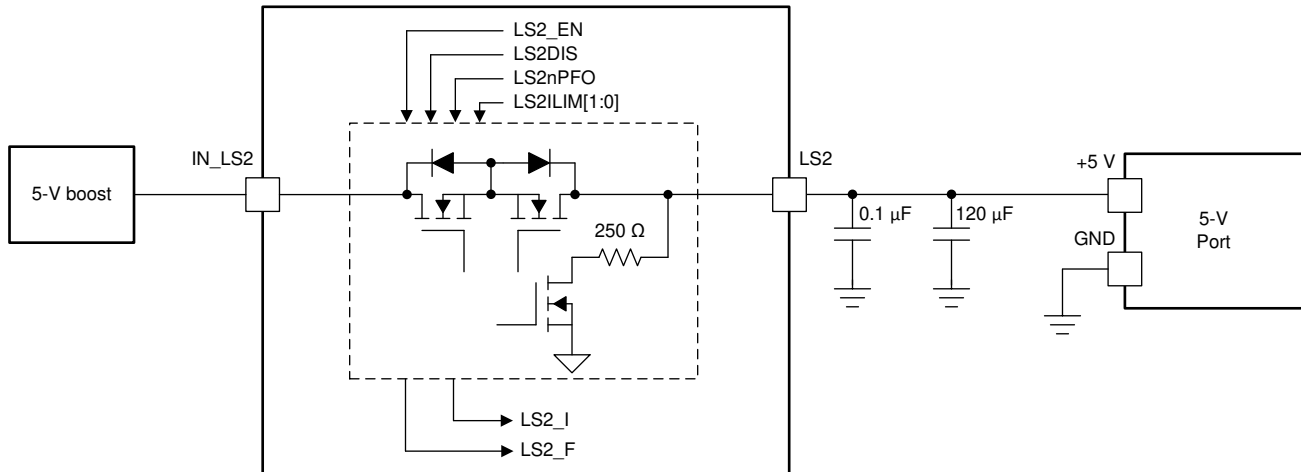 LS2_EN
LS2DIS
LS2nPFO
LS2ILIM[1:0]
IN_LS2
LS2
+5 V
5-V boost
0.1 µF
120 µF
5-V
Port
250 Ω
GND
LS2_I
LS2_F